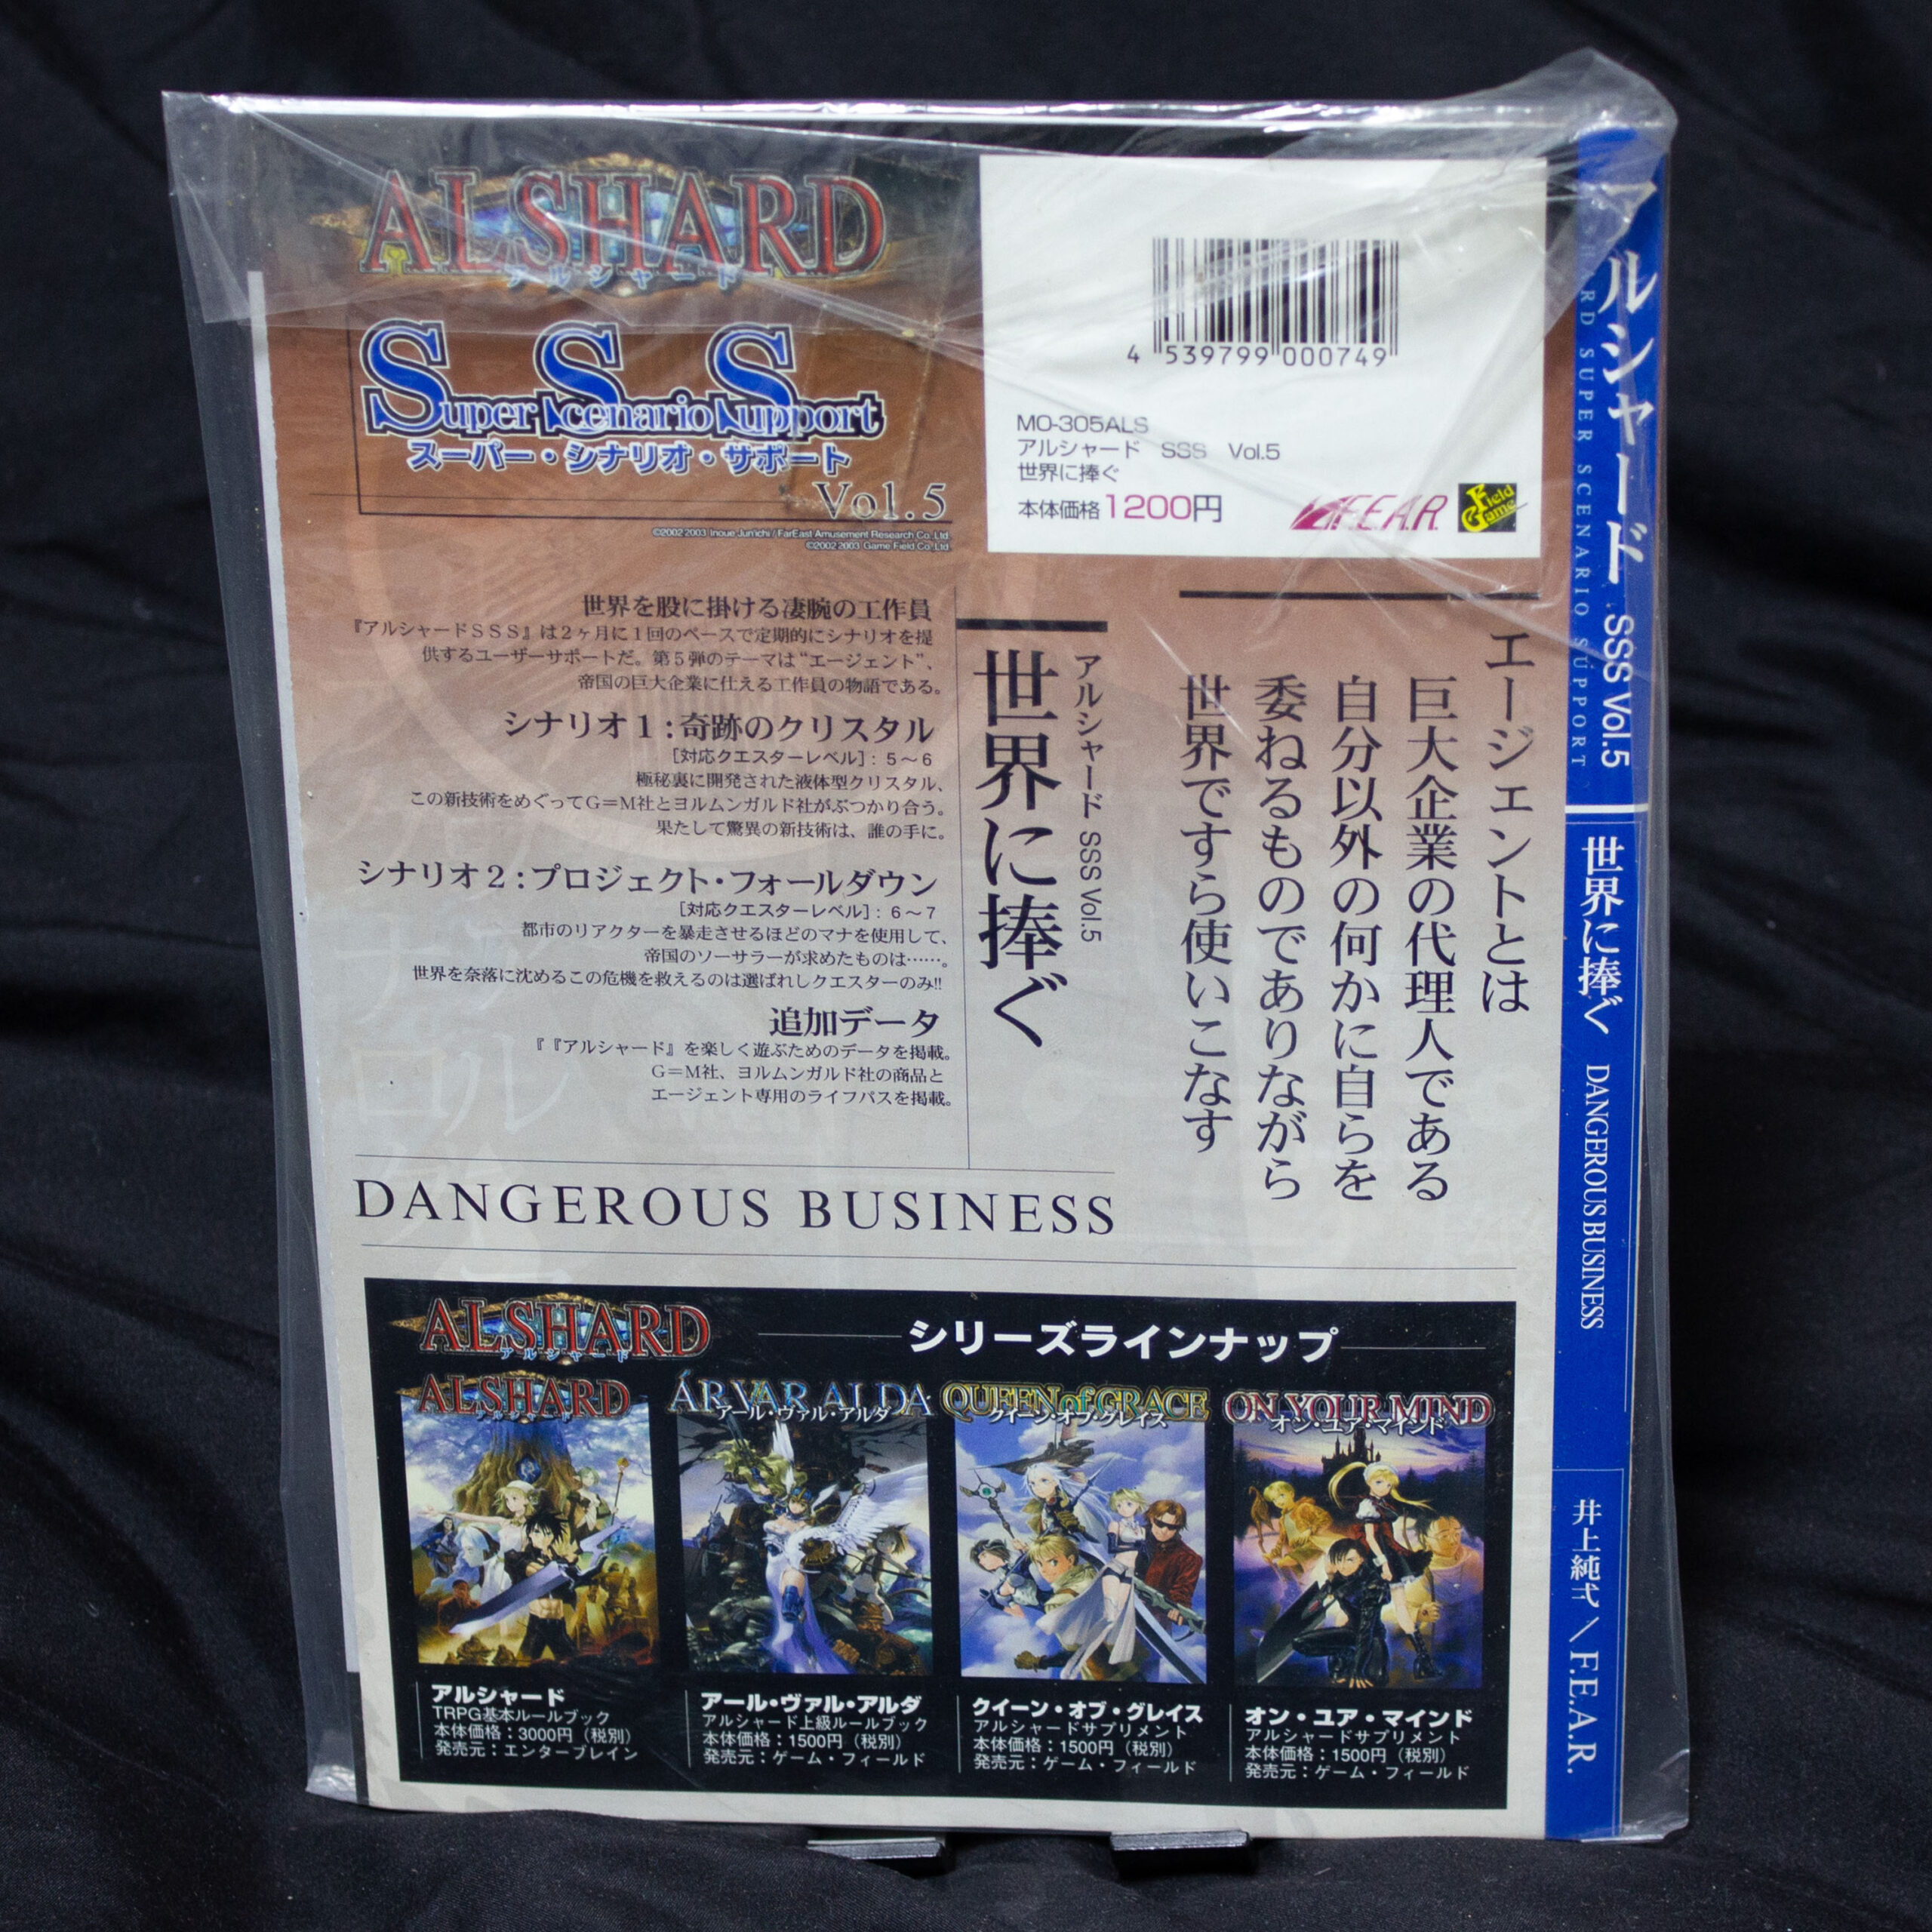 ALSHARD
アルシャード
Super Scenario Support
スーパー・シナリオ・サポート
Vol.5
©2002 2003 Inoue Jun'ichi / FarEast Amusement Research Co.,Ltd.
©2002 2003 Game Field Co.,Ltd.
4 539799 000749
MO-305ALS
アルシャード SSS Vol.5
世界に捧ぐ
本体価格1200円
F.E.A.R.
Game Field
エージェントとは
巨大企業の代理人である
自分以外の何かに自らを
委ねるものでありながら
世界ですら使いこなす
アルシャード SSS Vol.5
世界に捧ぐ
世界を股に掛ける凄腕の工作員
『アルシャードＳＳＳ』は２ヶ月に１回のペースで定期的にシナリオを提
供するユーザーサポートだ。第５弾のテーマは“エージェント”、
帝国の巨大企業に仕える工作員の物語である。
シナリオ１：奇跡のクリスタル
［対応クエスターレベル］：５～６
極秘裏に開発された液体型クリスタル、
この新技術をめぐってＧ＝Ｍ社とヨルムンガルド社がぶつかり合う。
果たして驚異の新技術は、誰の手に。
シナリオ２：プロジェクト・フォールダウン
［対応クエスターレベル］：６～７
都市のリアクターを暴走させるほどのマナを使用して、
帝国のソーサラーが求めたものは……。
世界を奈落に沈めるこの危機を救えるのは選ばれしクエスターのみ!!
追加データ
『『アルシャード』を楽しく遊ぶためのデータを掲載。
Ｇ＝Ｍ社、ヨルムンガルド社の商品と
エージェント専用のライフパスを掲載。
DANGEROUS BUSINESS
ALSHARD
アルシャード
シリーズラインナップ
ALSHARD
アルシャード
アルシャード
TRPG基本ルールブック
本体価格：3000円（税別）
発売元：エンターブレイン
ÁRVAR ALDA
アール・ヴァル・アルダ
アール・ヴァル・アルダ
アルシャード上級ルールブック
本体価格：1500円（税別）
発売元：ゲーム・フィールド
QUEEN of GRACE
クイーン・オブ・グレイス
クイーン・オブ・グレイス
アルシャードサプリメント
本体価格：1500円（税別）
発売元：ゲーム・フィールド
ON YOUR MIND
オン・ユア・マインド
オン・ユア・マインド
アルシャードサプリメント
本体価格：1500円（税別）
発売元：ゲーム・フィールド
アルシャード SSS Vol.5
RD SUPER SCENARIO SUPPORT
世界に捧ぐ DANGEROUS BUSINESS
井上純弌／F.E.A.R.